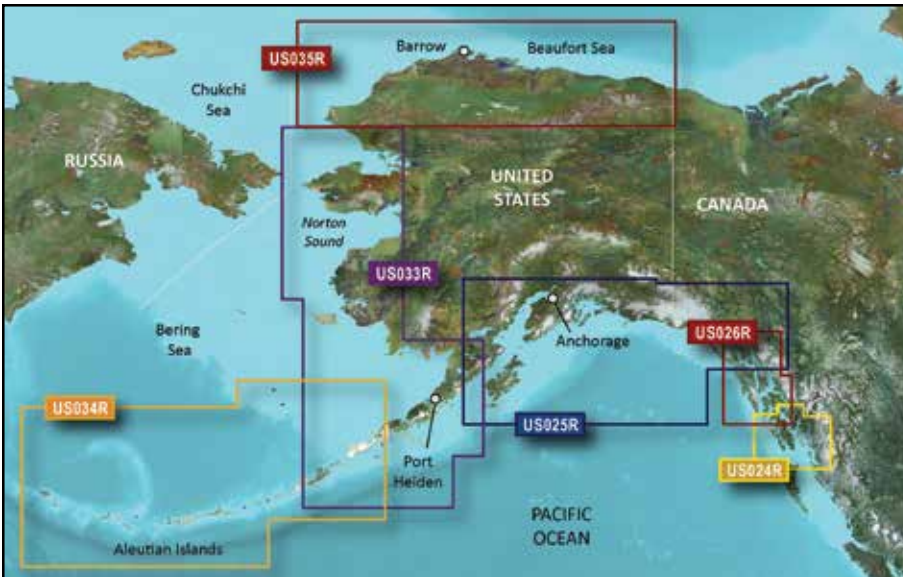 Barrow
Beaufort Sea
US035R
Chukchi
Sea
RUSSIA
UNITED
STATES
CANADA
Norton
Sound
US033R
Bering
Sea
Anchorage
US026R
US034R
US025R
Port
Heiden
US024R
PACIFIC
OCEAN
Aleutian Islands